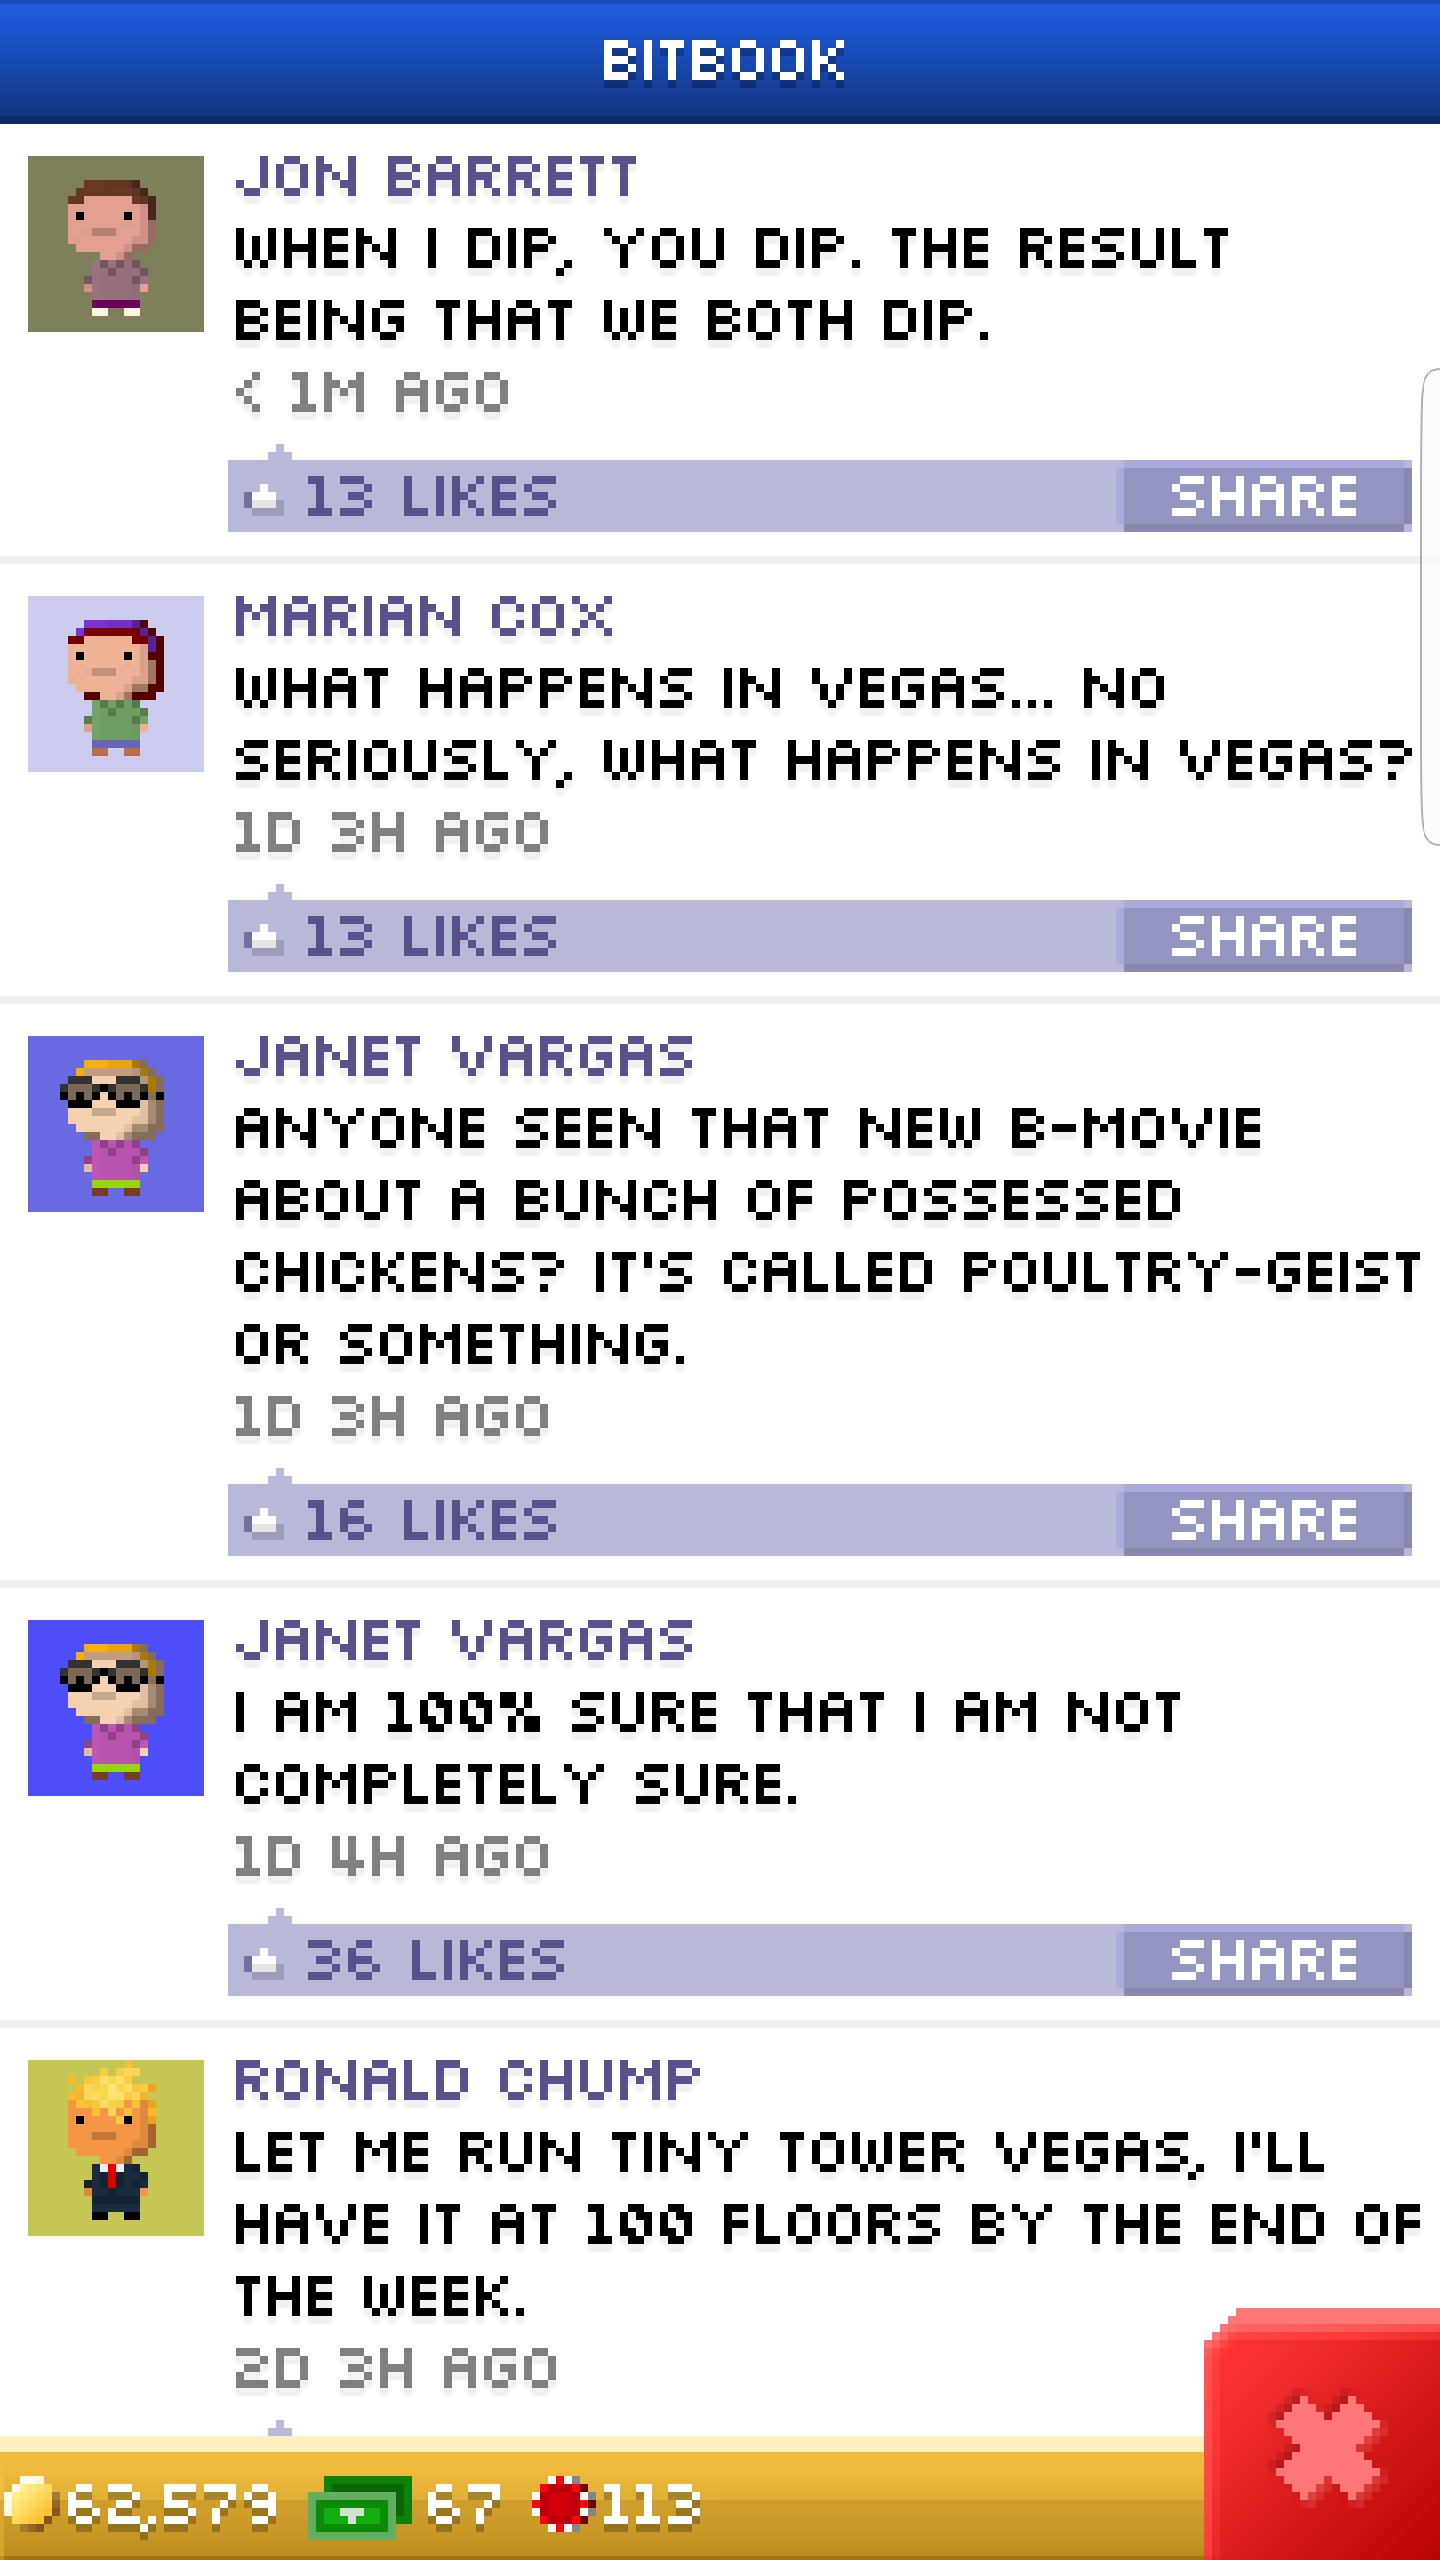 BITBOOK
JON BARRETT
WHEN I DIP, YOU DIP. THE RESULT
BEING THAT WE BOTH DIP.
< 1M AGO
13 LIKES SHARE
MARIAN COX
WHAT HAPPENS IN VEGAS... NO
SERIOUSLY, WHAT HAPPENS IN VEGAS?
1D 3H AGO
13 LIKES SHARE
JANET VARGAS
ANYONE SEEN THAT NEW B-MOVIE
ABOUT A BUNCH OF POSSESSED
CHICKENS? IT'S CALLED POULTRY-GEIST
OR SOMETHING.
1D 3H AGO
16 LIKES SHARE
JANET VARGAS
I AM 100% SURE THAT I AM NOT
COMPLETELY SURE.
1D 4H AGO
36 LIKES SHARE
RONALD CHUMP
LET ME RUN TINY TOWER VEGAS, I'LL
HAVE IT AT 100 FLOORS BY THE END OF
THE WEEK.
2D 3H AGO
62,579 67 113